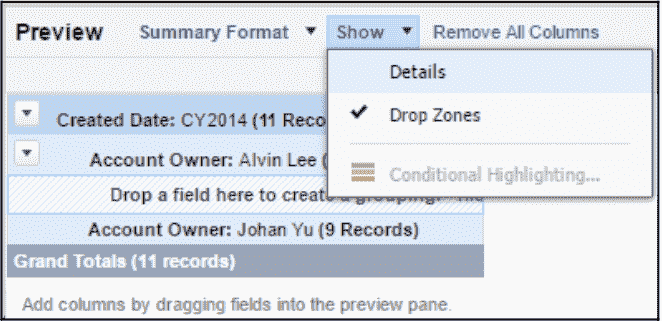 Preview Summary Format Show Remove All Columns
Details
Created Date: CY2014 (11 Reco
Drop Zones
Account Owner: Alvin Lee (
Conditional Highlighting...
Drop a field here to create a grouping.
Account Owner: Johan Yu (9 Records)
Grand Totals (11 records)
Add columns by dragging fields into the preview pane.